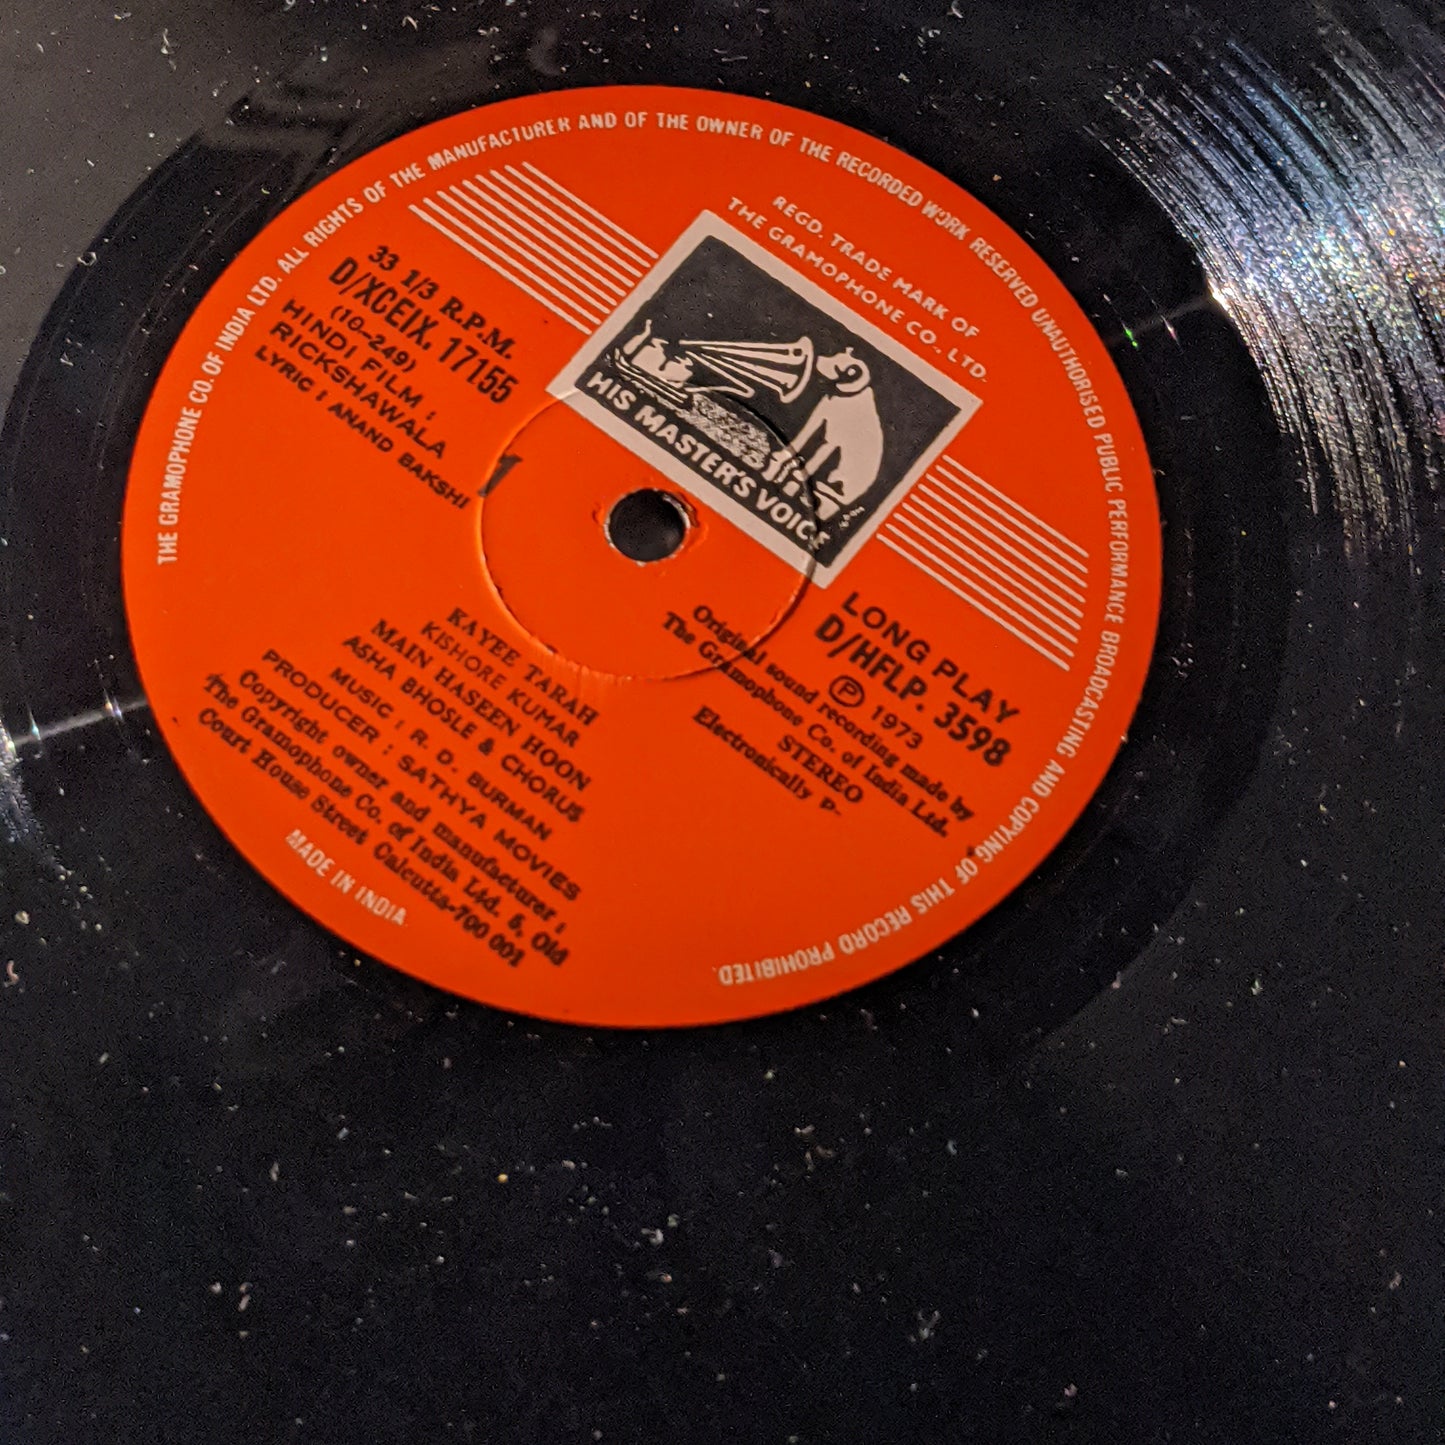 THE GRAMOPHONE CO. OF INDIA LTD. ALL RIGHTS OF THE MANUFACTURER AND OF THE OWNER OF THE RECORDED WORK RESERVED UNAUTHORISED PUBLIC PERFORMANCE BROADCASTING AND COPYING OF THIS RECORD PROHIBITED.
REGD. TRADE MARK OF
THE GRAMOPHONE CO., LTD.
HIS MASTER'S VOICE
33 1/3 R.P.M.
D/XCEIX. 17155
(10-249)
HINDI FILM :
RICKSHAWALA
LYRIC : ANAND BAKSHI
1
LONG PLAY
D/HFLP. 3598
Ⓟ 1973
Original sound recording made by
The Gramophone Co. of India Ltd.
STEREO
Electronically P.
KAYEE TARAH
KISHORE KUMAR
MAIN HASEEN HOON
ASHA BHOSLE & CHORUS
MUSIC : R. D. BURMAN
PRODUCER : SATHYA MOVIES
Copyright owner and manufacturer :
The Gramophone Co. of India Ltd. 5, Old
Court House Street Calcutta-700 001
MADE IN INDIA